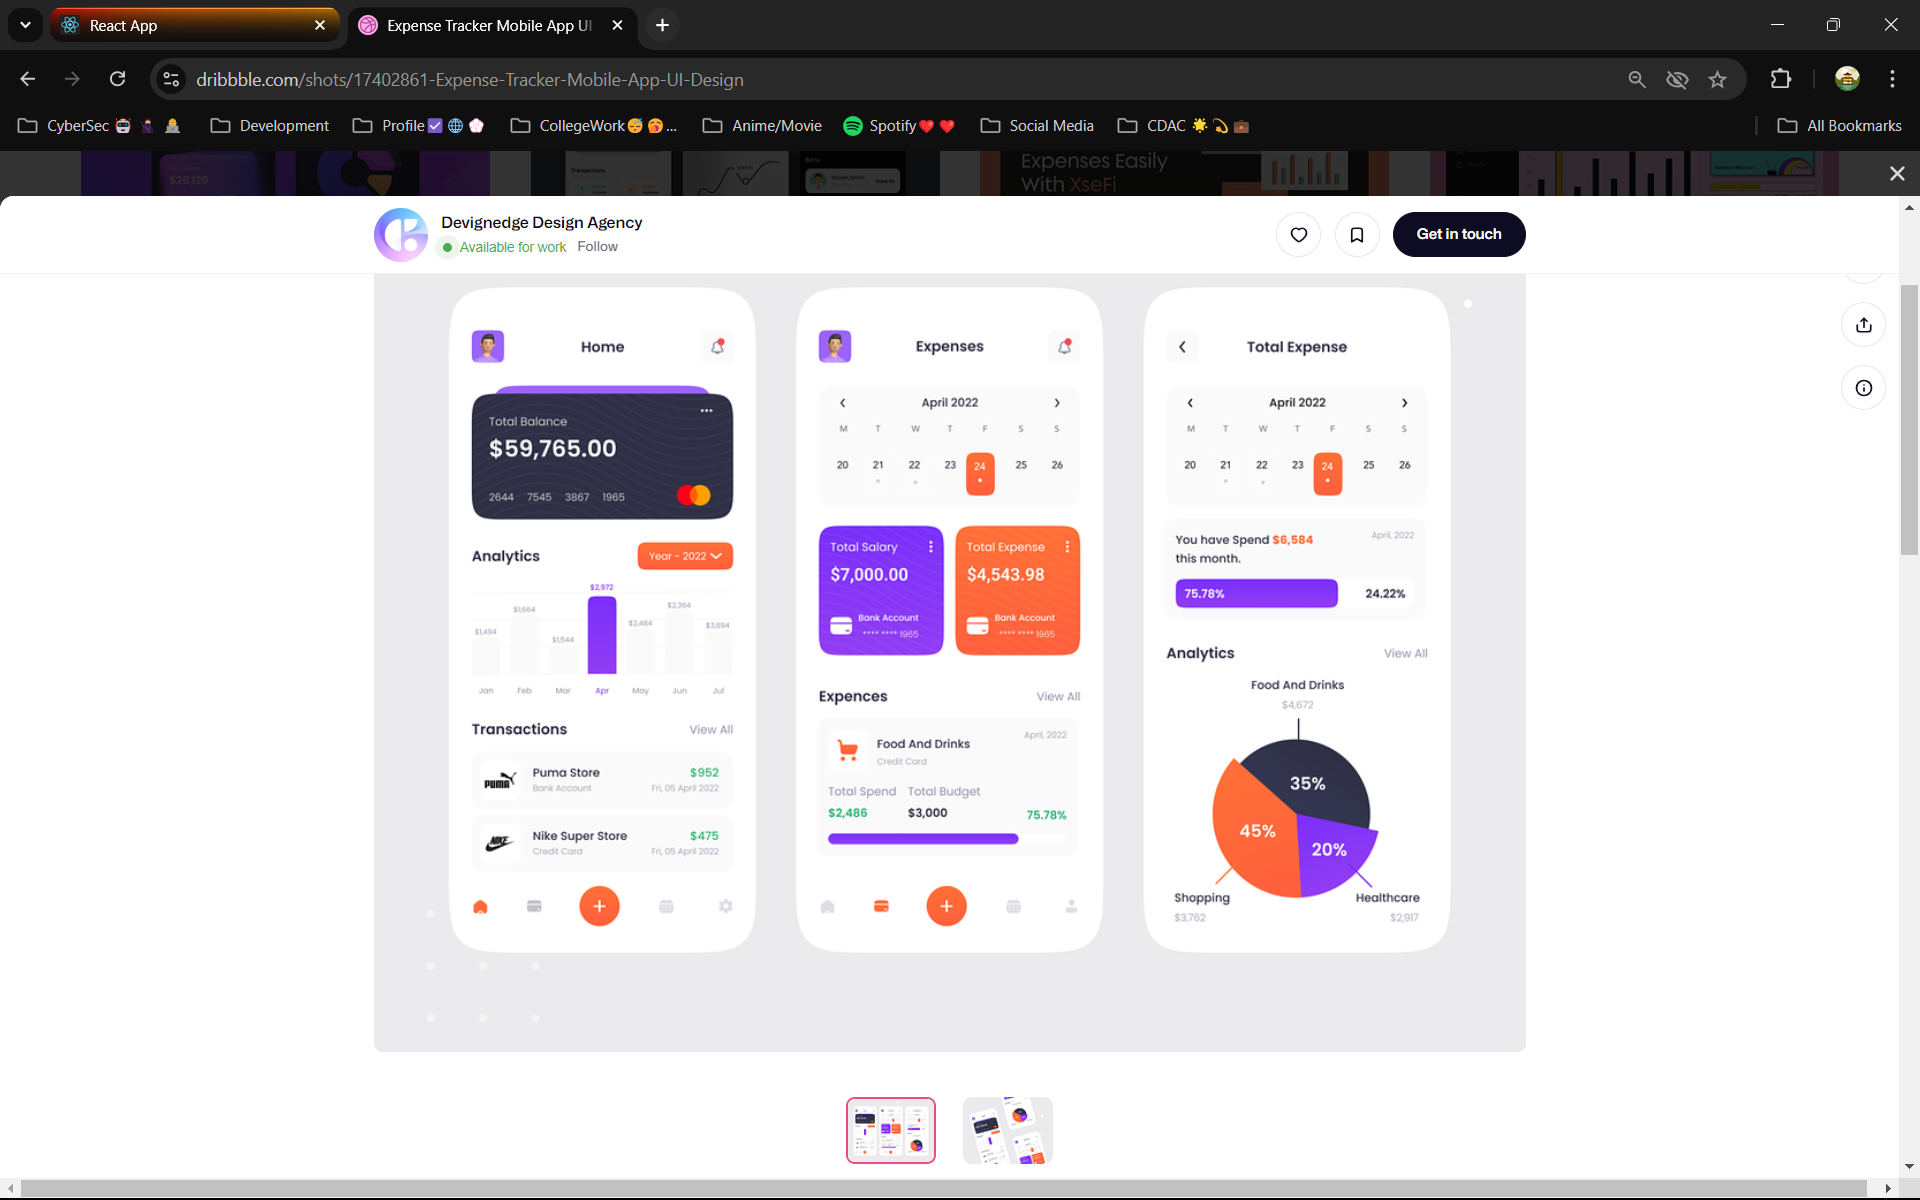 React App
Expense Tracker Mobile App UI
dribbble.com/shots/17402861-Expense-Tracker-Mobile-App-UI-Design
CyberSec
Development
Profile
CollegeWork
...
Anime/Movie
Spotify
Social Media
CDAC
All Bookmarks
$26,129
Transactions
Expenses Easily
With XseFi
Devignedge Design Agency
Available for work
Follow
Get in touch
Home
Total Balance
$59,765.00
2644 7545 3867 1965
Analytics
Year - 2022
$2,972
$1,664
$2,364
$1,494
$1,544
$2,484
$3,894
Jan Feb Mar Apr May Jun Jul
Transactions
View All
Puma Store
$952
Bank Account
Fri, 05 April 2022
PUMA
Nike Super Store
$475
Credit Card
Fri, 05 April 2022
NIKE
Expenses
April 2022
M T W T F S S
20 21 22 23 24 25 26
Total Salary
$7,000.00
Bank Account
**** **** 1965
Total Expense
$4,543.98
Bank Account
**** **** 1965
Expences
View All
Food And Drinks
April, 2022
Credit Card
Total Spend
Total Budget
$2,486
$3,000
75.78%
Total Expense
April 2022
M T W T F S S
20 21 22 23 24 25 26
You have Spend $6,584
April, 2022
this month.
75.78%
24.22%
Analytics
View All
Food And Drinks
$4,672
35%
45%
20%
Shopping
$3,762
Healthcare
$2,917